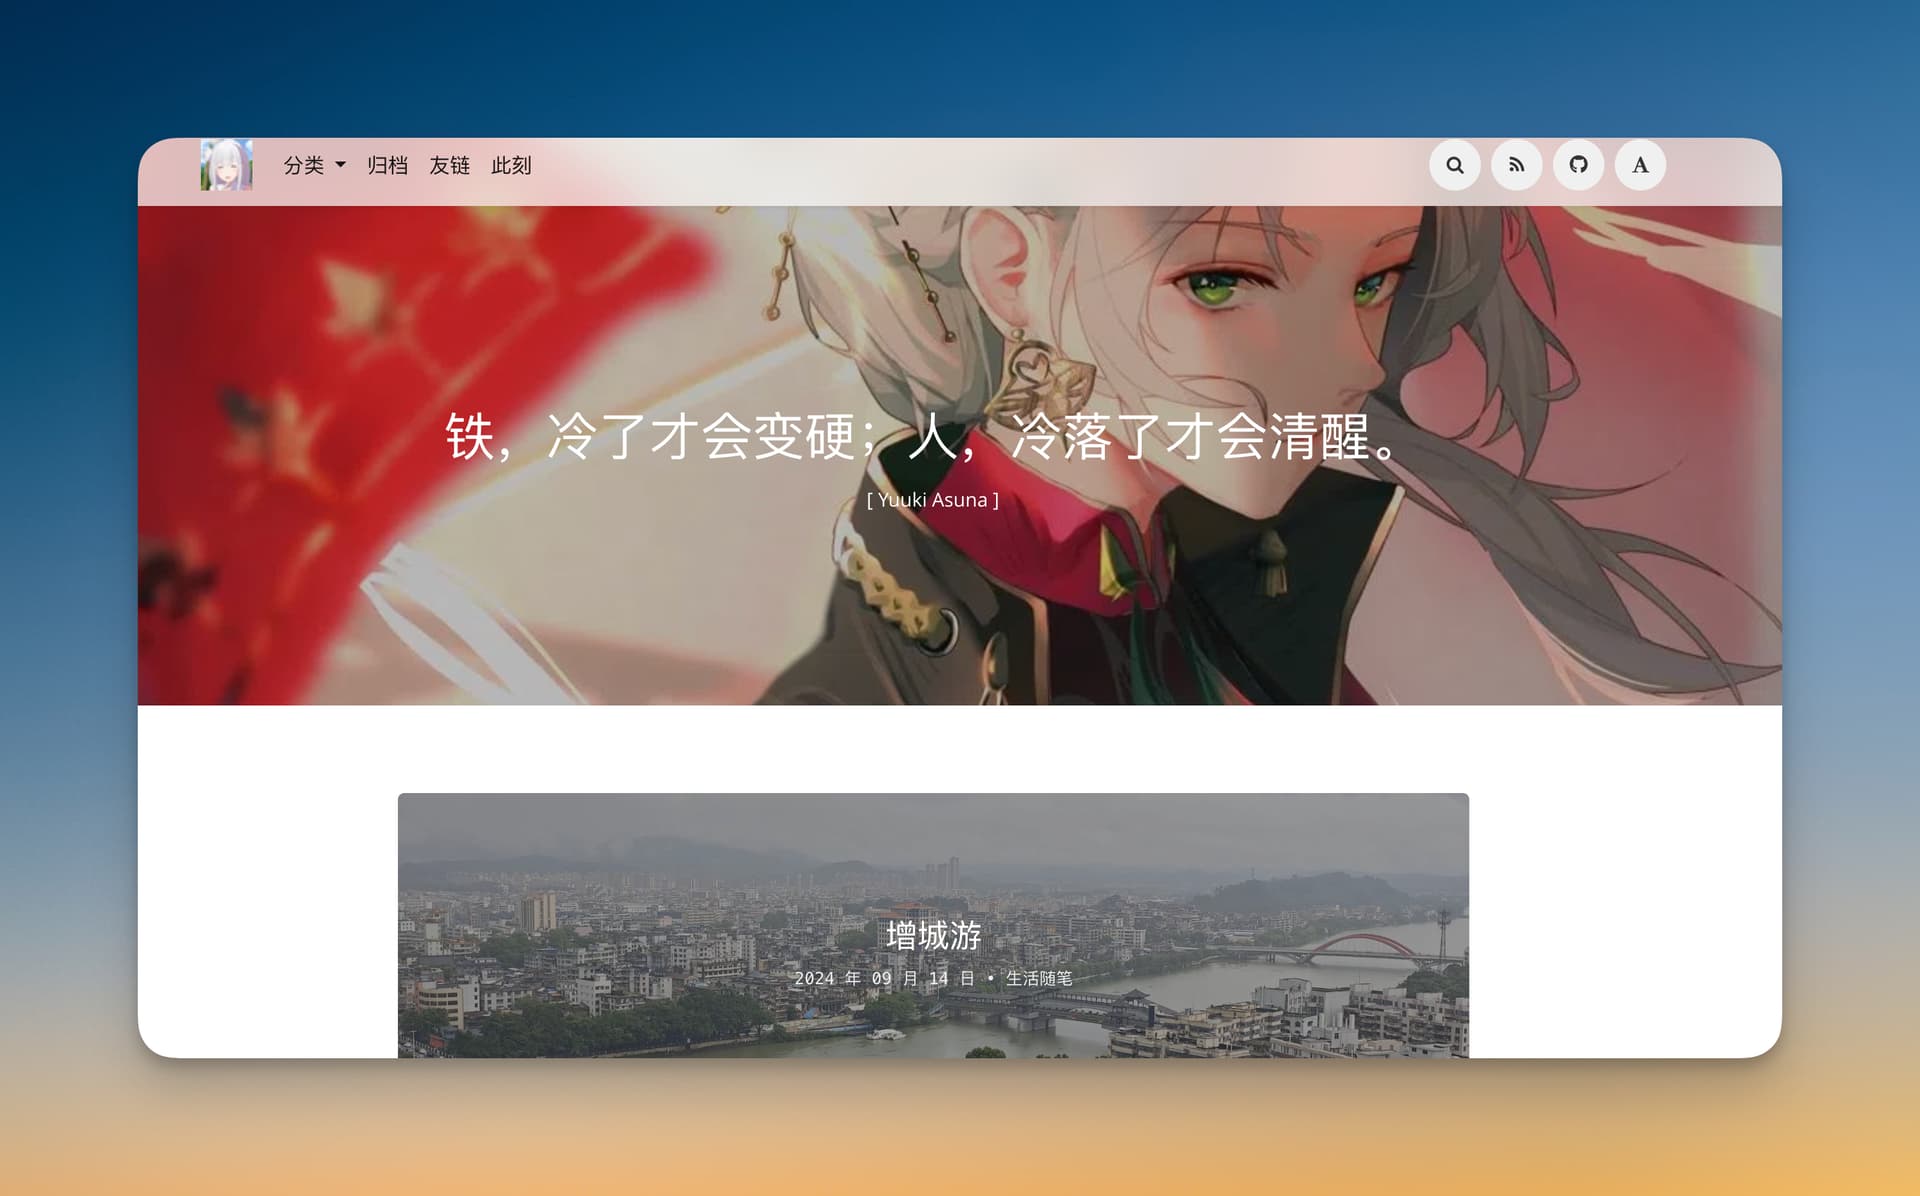 分类 归档 友链 此刻 A
铁，冷了才会变硬；人，冷落了才会清醒。
[ Yuuki Asuna ]
增城游
2024 年 09 月 14 日 • 生活随笔